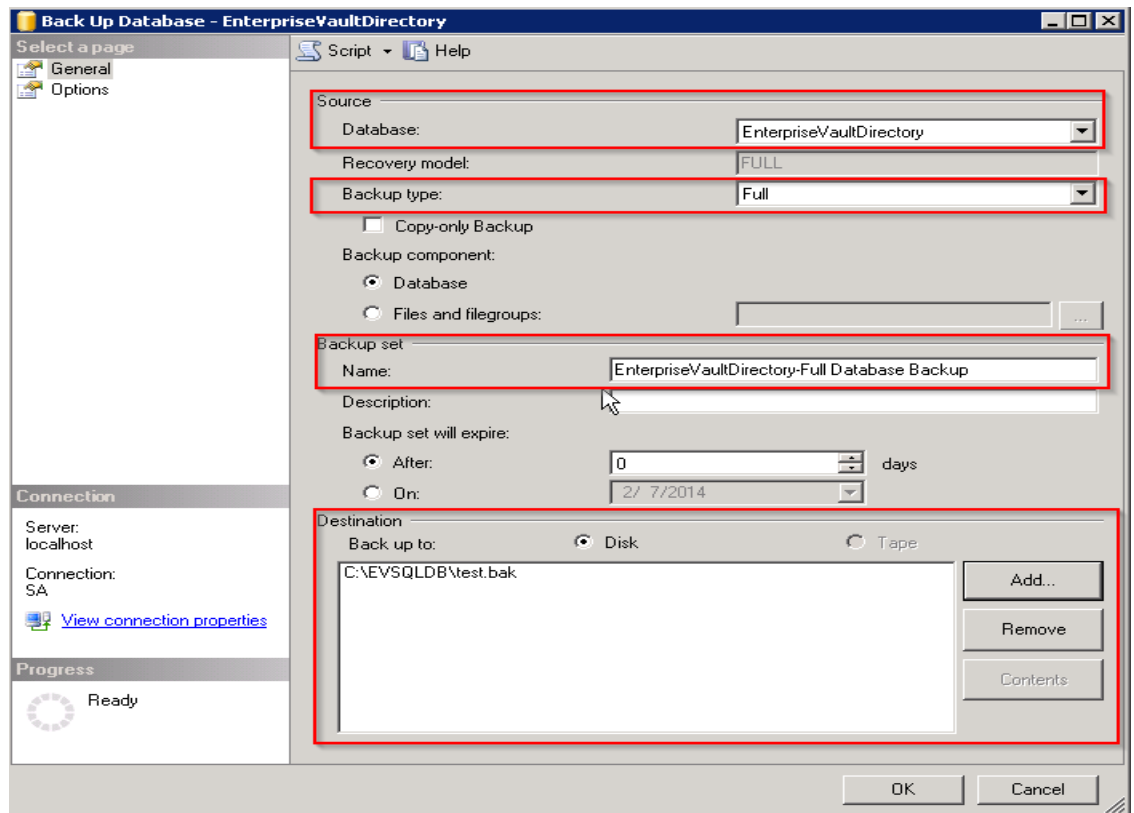 Back Up Database - EnterpriseVaultDirectory
Select a page
General
Options
Script Help
Source
Database: EnterpriseVaultDirectory
Recovery model: FULL
Backup type: Full
Copy-only Backup
Backup component:
Database
Files and filegroups: ...
Backup set
Name: EnterpriseVaultDirectory-Full Database Backup
Description:
Backup set will expire:
After: 0 days
On: 2/ 7/2014
Connection
Server:
localhost
Connection:
SA
View connection properties
Progress
Ready
Destination
Back up to: Disk Tape
C:\EVSQLDB\test.bak
Add...
Remove
Contents
OK Cancel